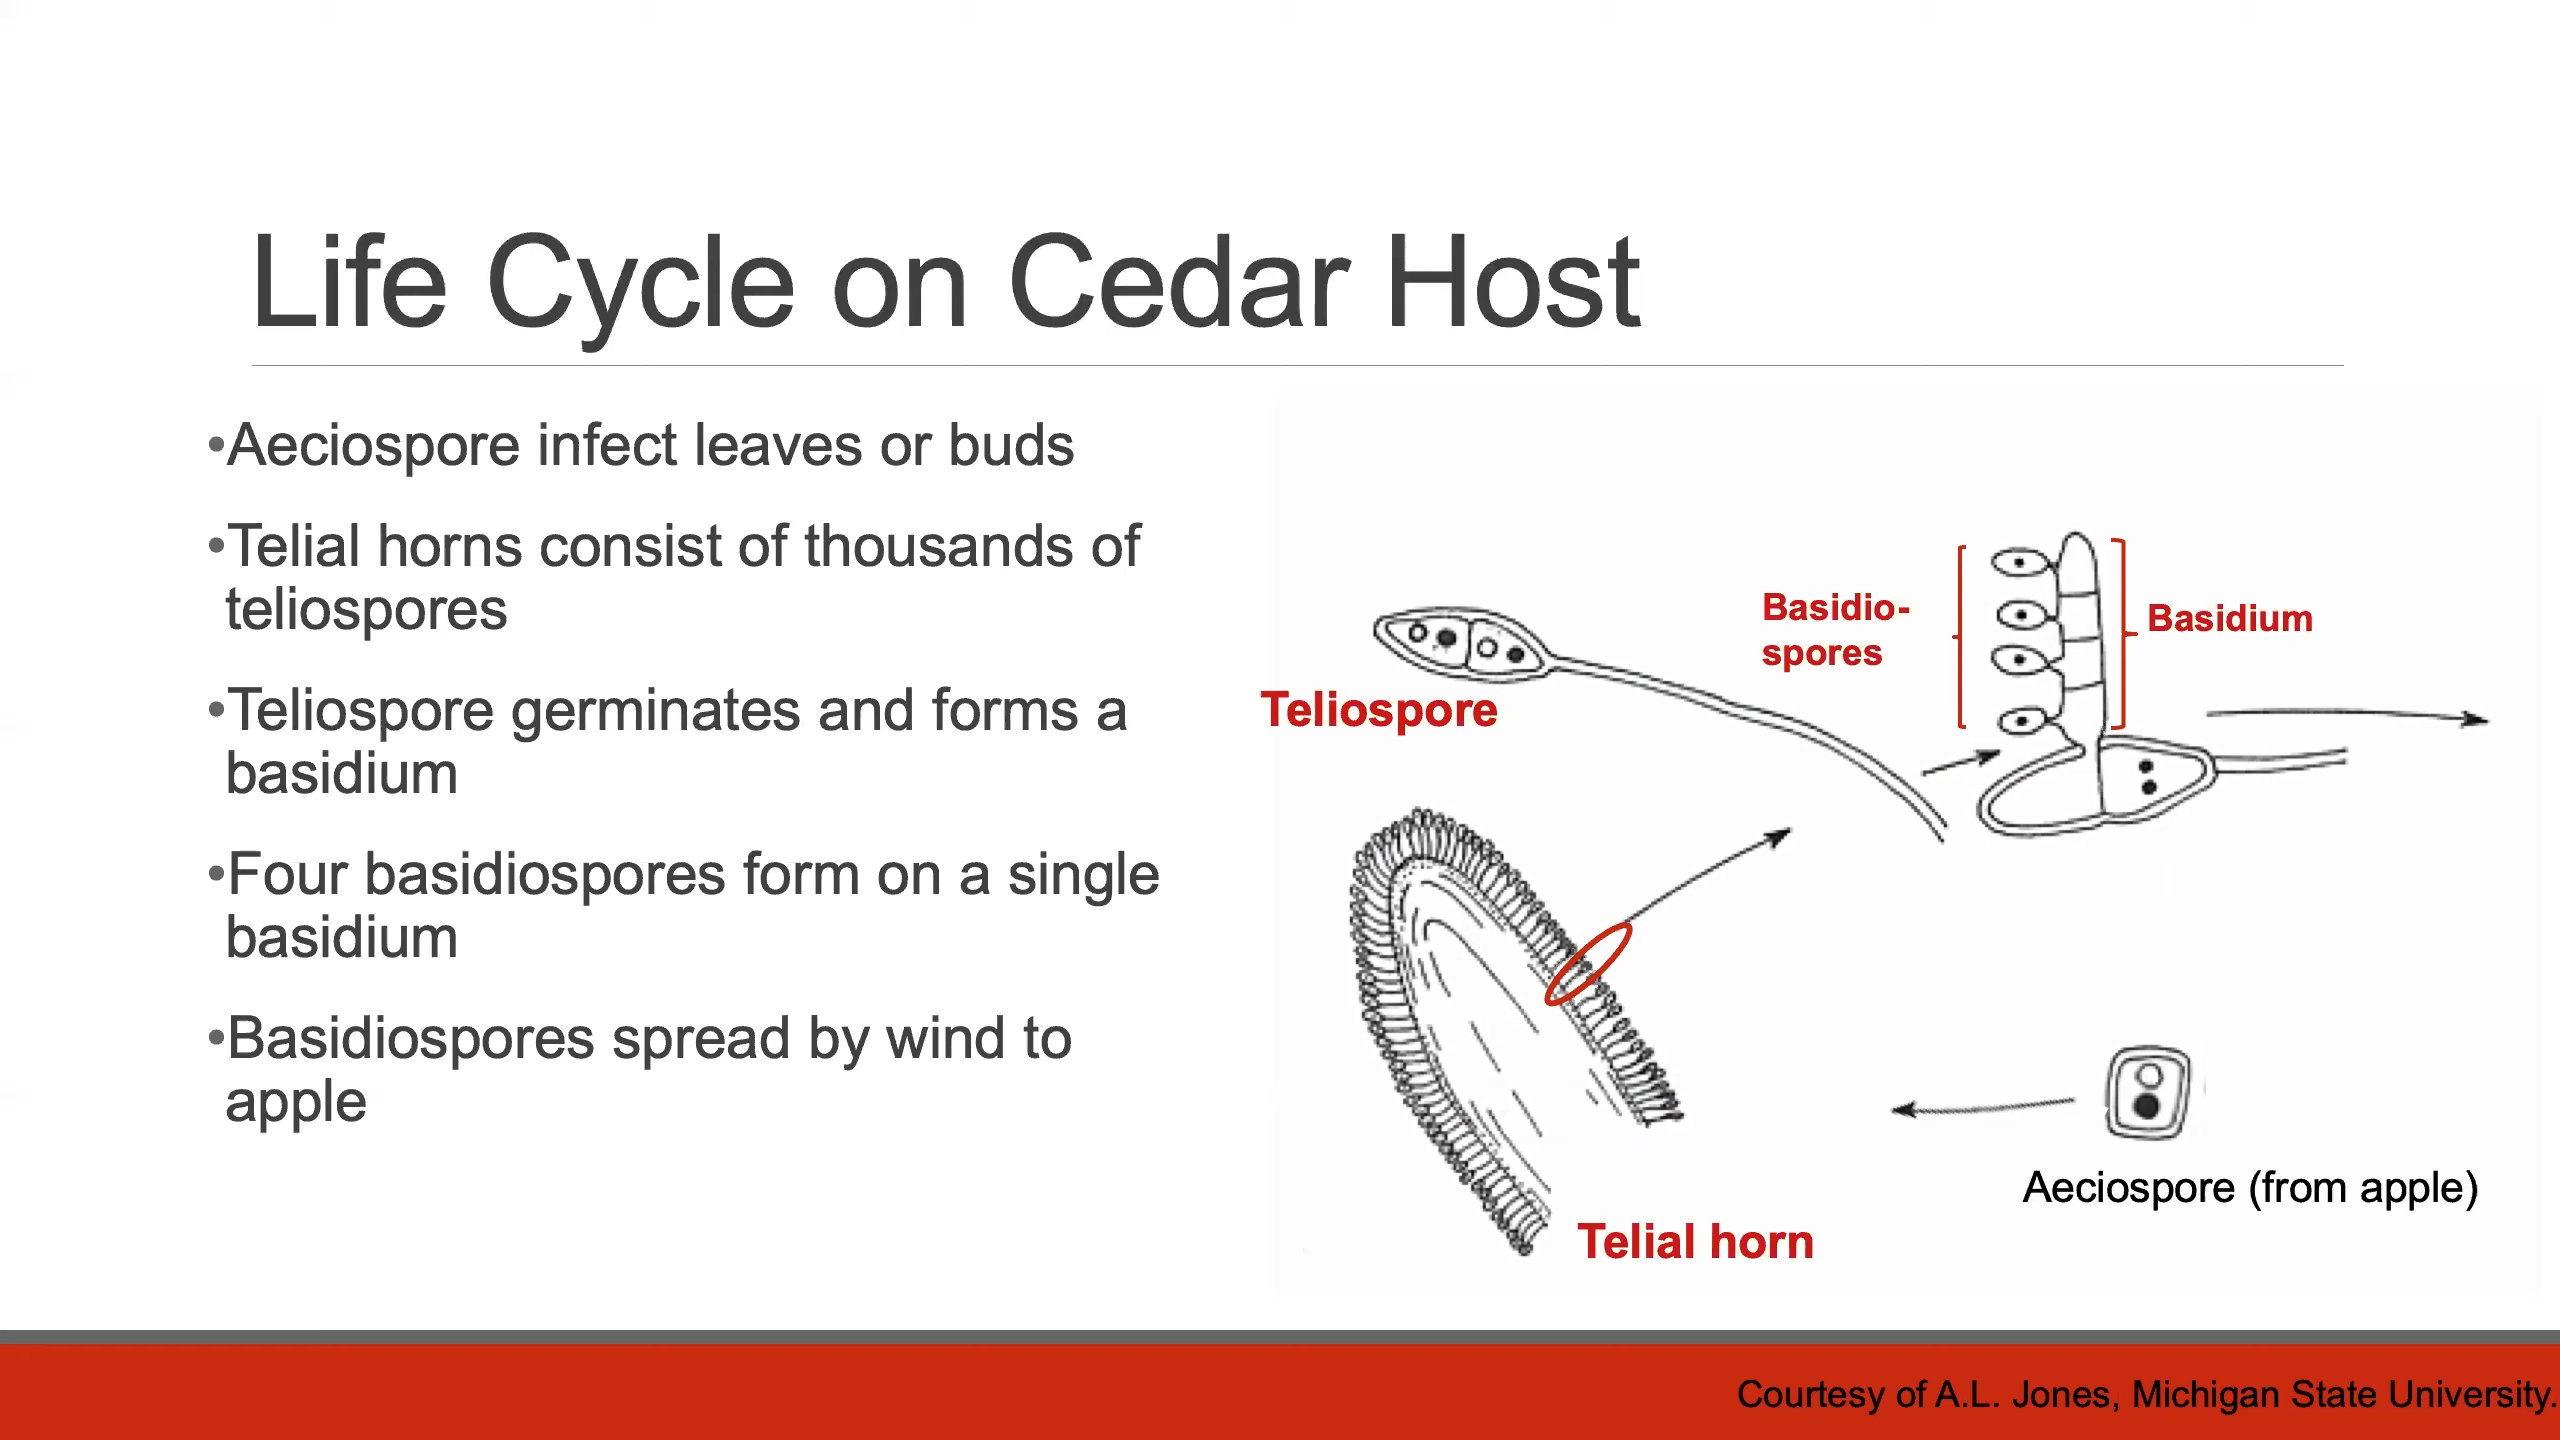 Life Cycle on Cedar Host
•Aeciospore infect leaves or buds
•Telial horns consist of thousands of
teliospores
•Teliospore germinates and forms a
basidium
•Four basidiospores form on a single
basidium
•Basidiospores spread by wind to
apple
Basidio-
spores
Basidium
Teliospore
Aeciospore (from apple)
Telial horn
Courtesy of A.L. Jones, Michigan State University.